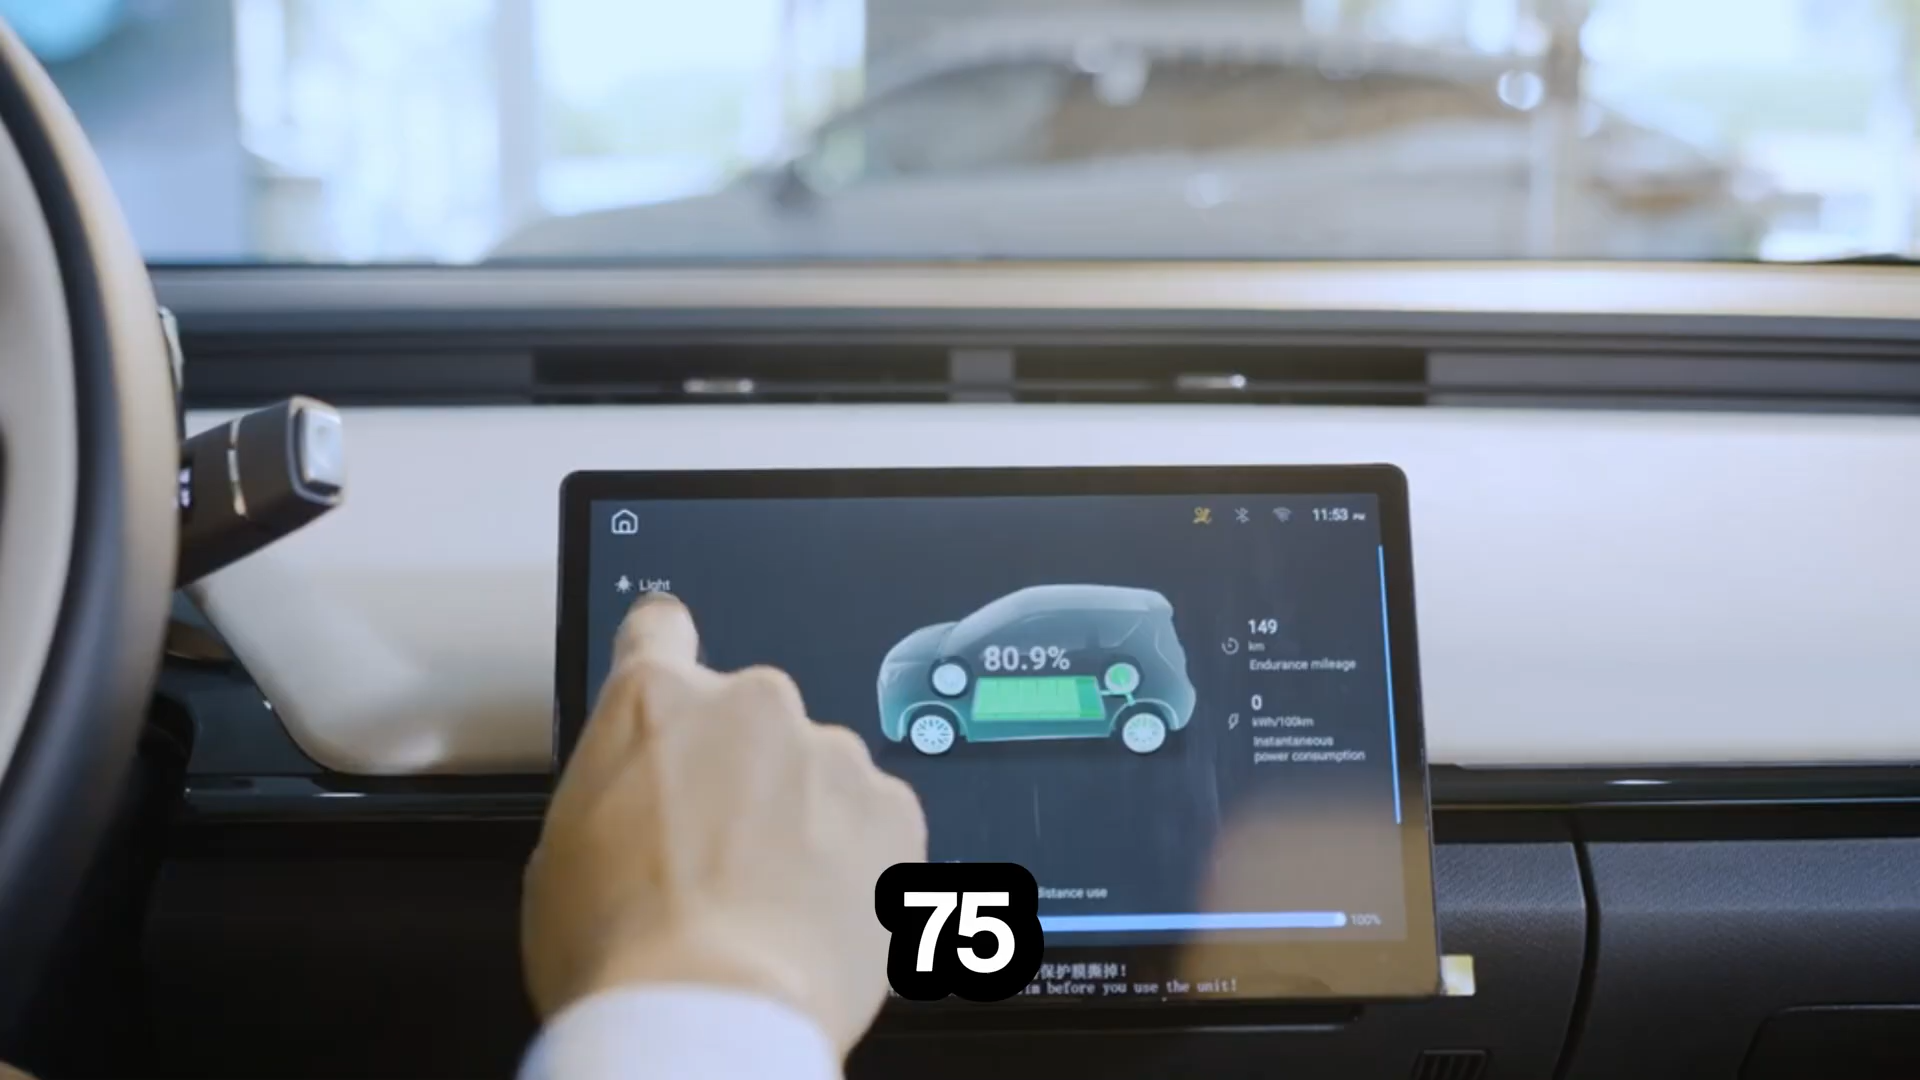 11:53 PM
Light
149
km
Endurance mileage
80.9%
0
kWh/100km
Instantaneous
power consumption
distance use
100%
75
保护膜撕掉!
before you use the unit!